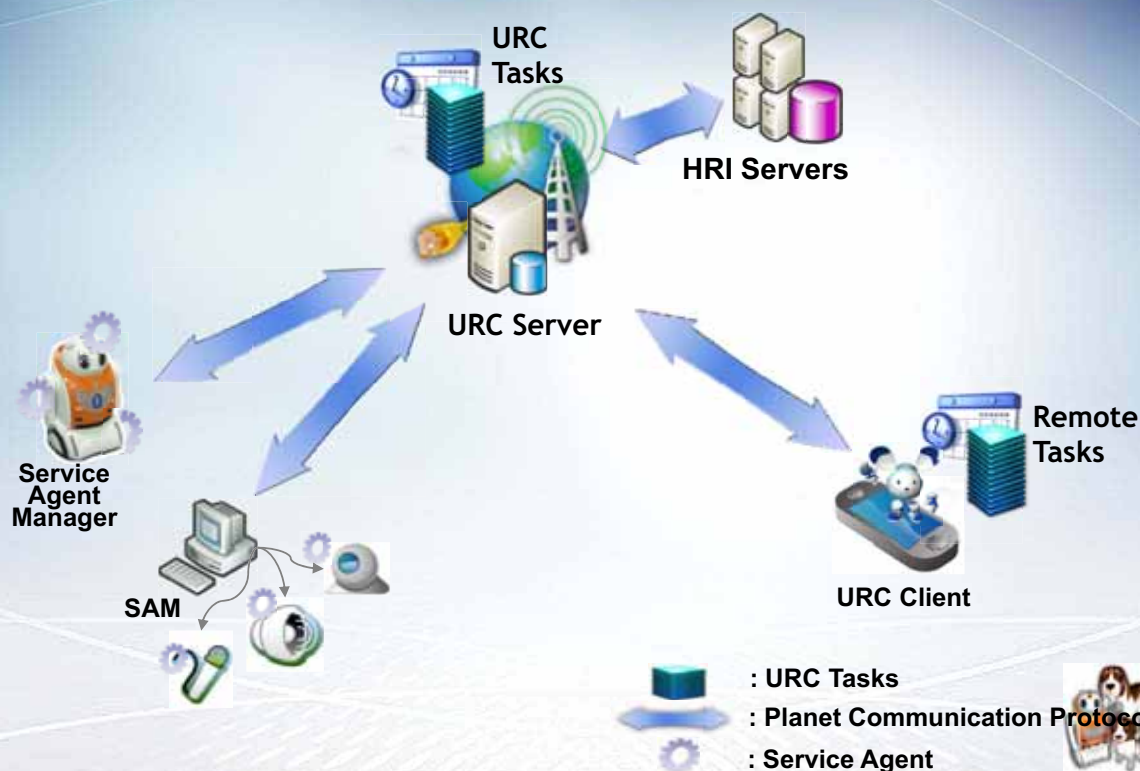 URC
Tasks
HRI Servers
URC Server
Service
Agent
Manager
SAM
Remote
Tasks
URC Client
: URC Tasks
: Planet Communication Protoco
: Service Agent